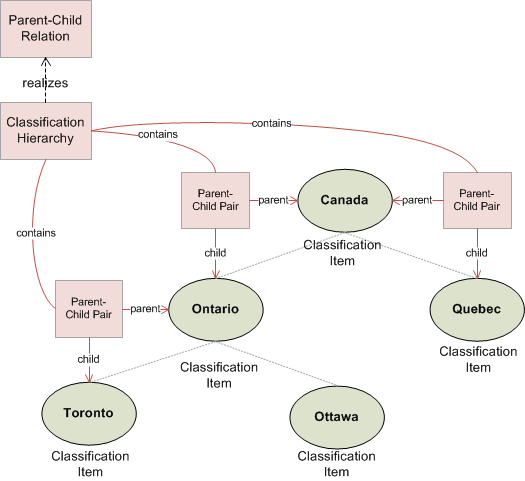 Parent-Child
Relation
realizes
Classification
Hierarchy
contains
contains
contains
Parent-
Child Pair
parent
Canada
parent
Parent-
Child Pair
Classification
Item
child
child
Parent-
Child Pair
parent
Ontario
Quebec
child
Classification
Item
Classification
Item
Toronto
Ottawa
Classification
Item
Classification
Item